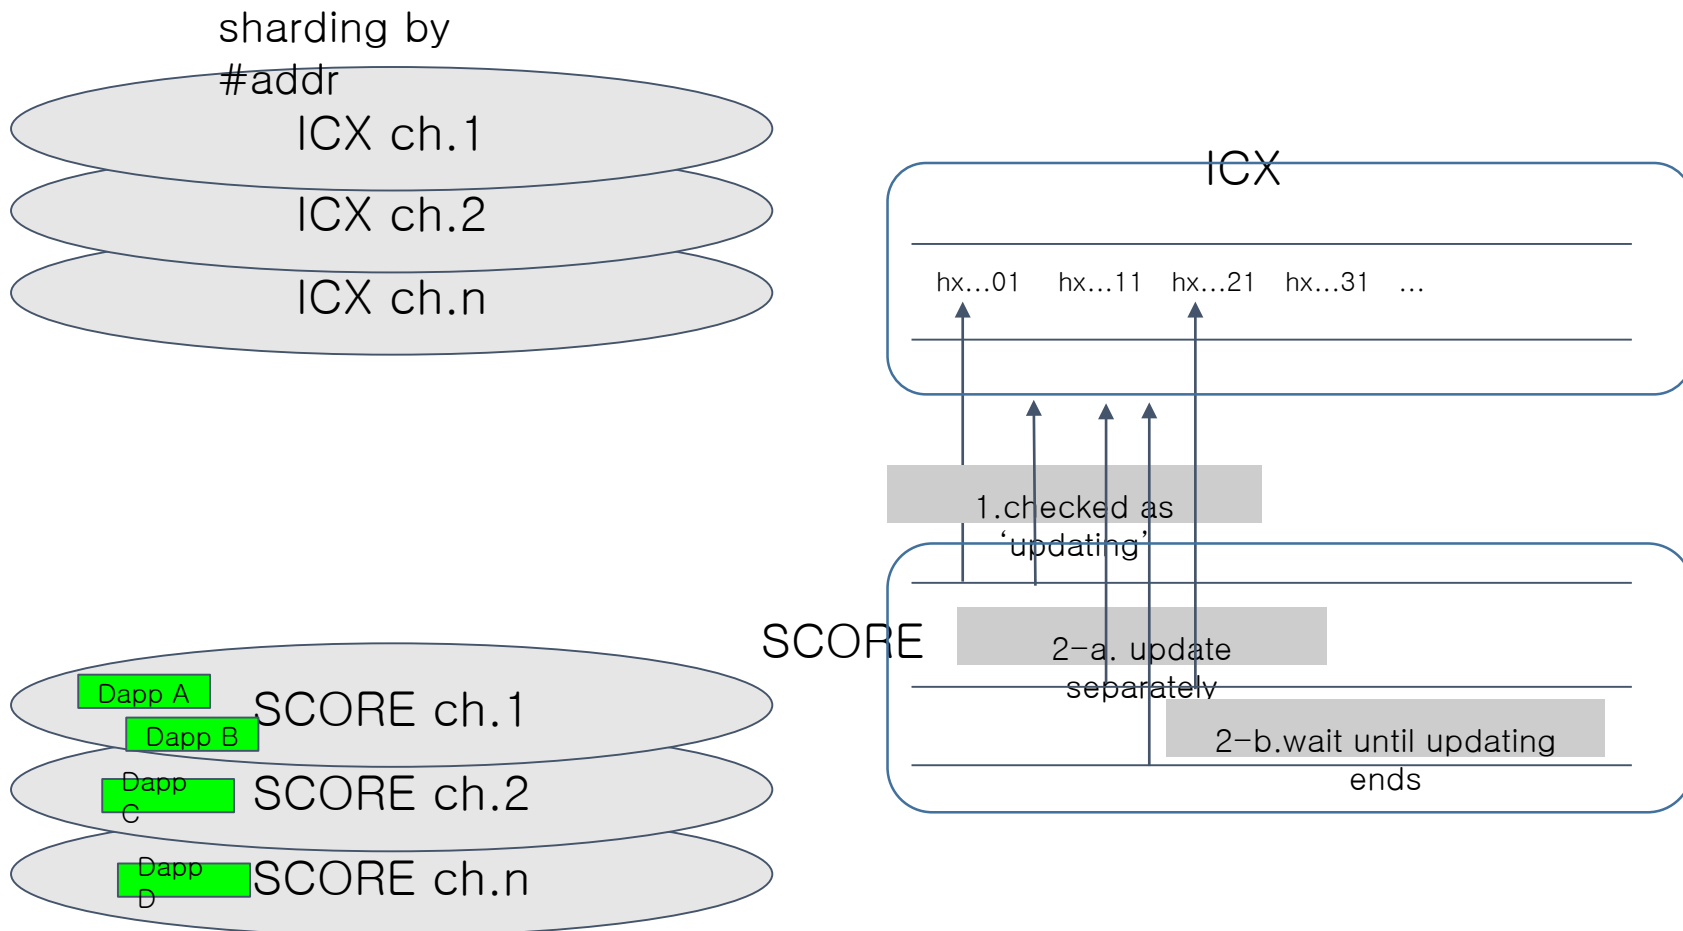 sharding by
#addr
ICX ch.1
ICX ch.2
ICX ch.n
ICX
hx...01 hx...11 hx...21 hx...31 ...
1.checked as
‘updating’
SCORE
2-a. update
separately
2-b.wait until updating
ends
Dapp A
Dapp B
SCORE ch.1
Dapp
C
SCORE ch.2
Dapp
D
SCORE ch.n